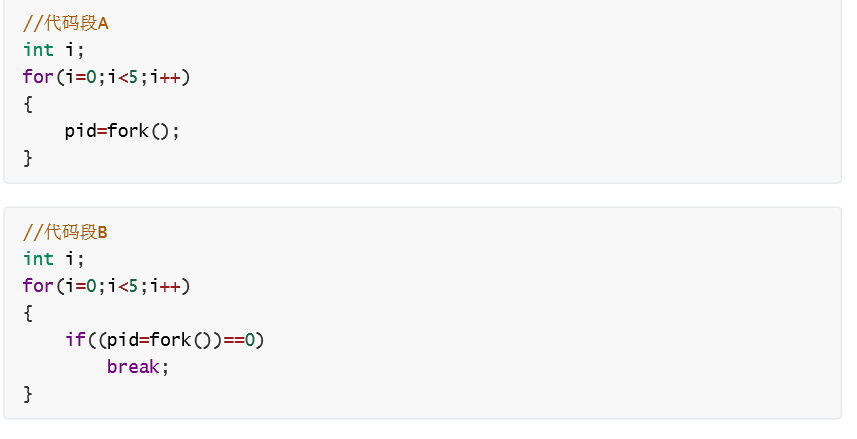 //代码段A
int i;
for(i=0;i<5;i++)
{
    pid=fork();
}
//代码段B
int i;
for(i=0;i<5;i++)
{
    if((pid=fork())==0)
        break;
}